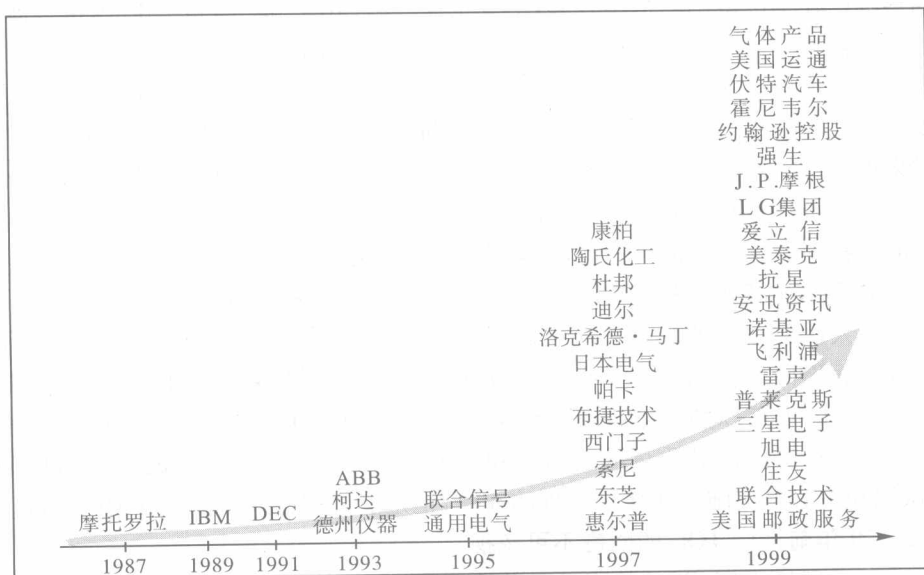 气体产品
美国运通
伏特汽车
霍尼韦尔
约翰逊控股
强生
J.P.摩根
LG集团
爱立信
美泰克
抗星
安迅资讯
诺基亚
飞利浦
雷声
普莱克斯
三星电子
旭电
住友
联合技术
美国邮政服务
康柏
陶氏化工
杜邦
迪尔
洛克希德·马丁
日本电气
帕卡
布捷技术
西门子
索尼
东芝
惠尔普
联合信号
通用电气
ABB
柯达
德州仪器
DEC
IBM
摩托罗拉
1987 1989 1991 1993 1995 1997 1999